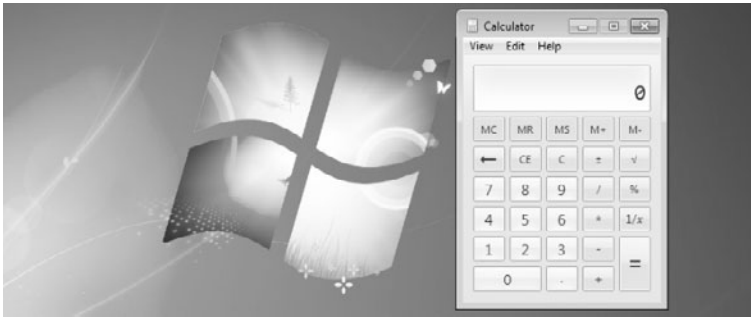 Calculator
View Edit Help
0
MC MR MS M+ M-
← CE C ± √
7 8 9 / %
4 5 6 * 1/x
1 2 3 - =
0 . +